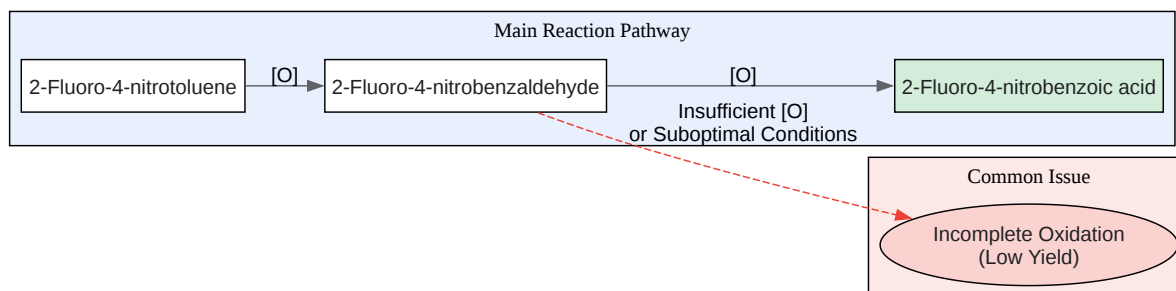 Main Reaction Pathway
2-Fluoro-4-nitrotoluene
[O]
2-Fluoro-4-nitrobenzaldehyde
[O]
2-Fluoro-4-nitrobenzoic acid
Insufficient [O]
or Suboptimal Conditions
Common Issue
Incomplete Oxidation
(Low Yield)